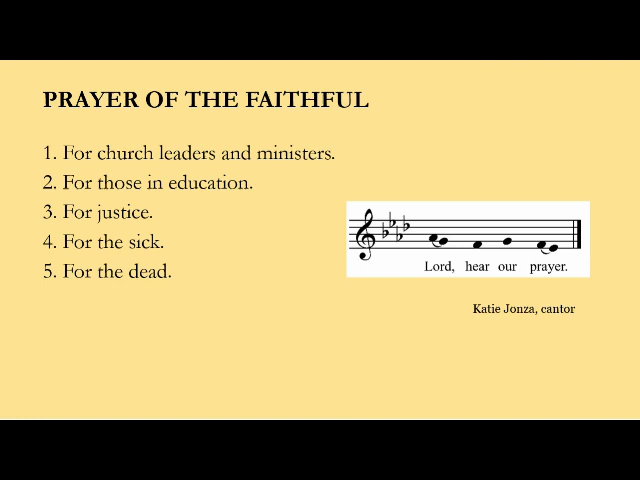 PRAYER OF THE FAITHFUL
1. For church leaders and ministers.
2. For those in education.
3. For justice.
4. For the sick.
5. For the dead.
Lord, hear our prayer.
Katie Jonza, cantor